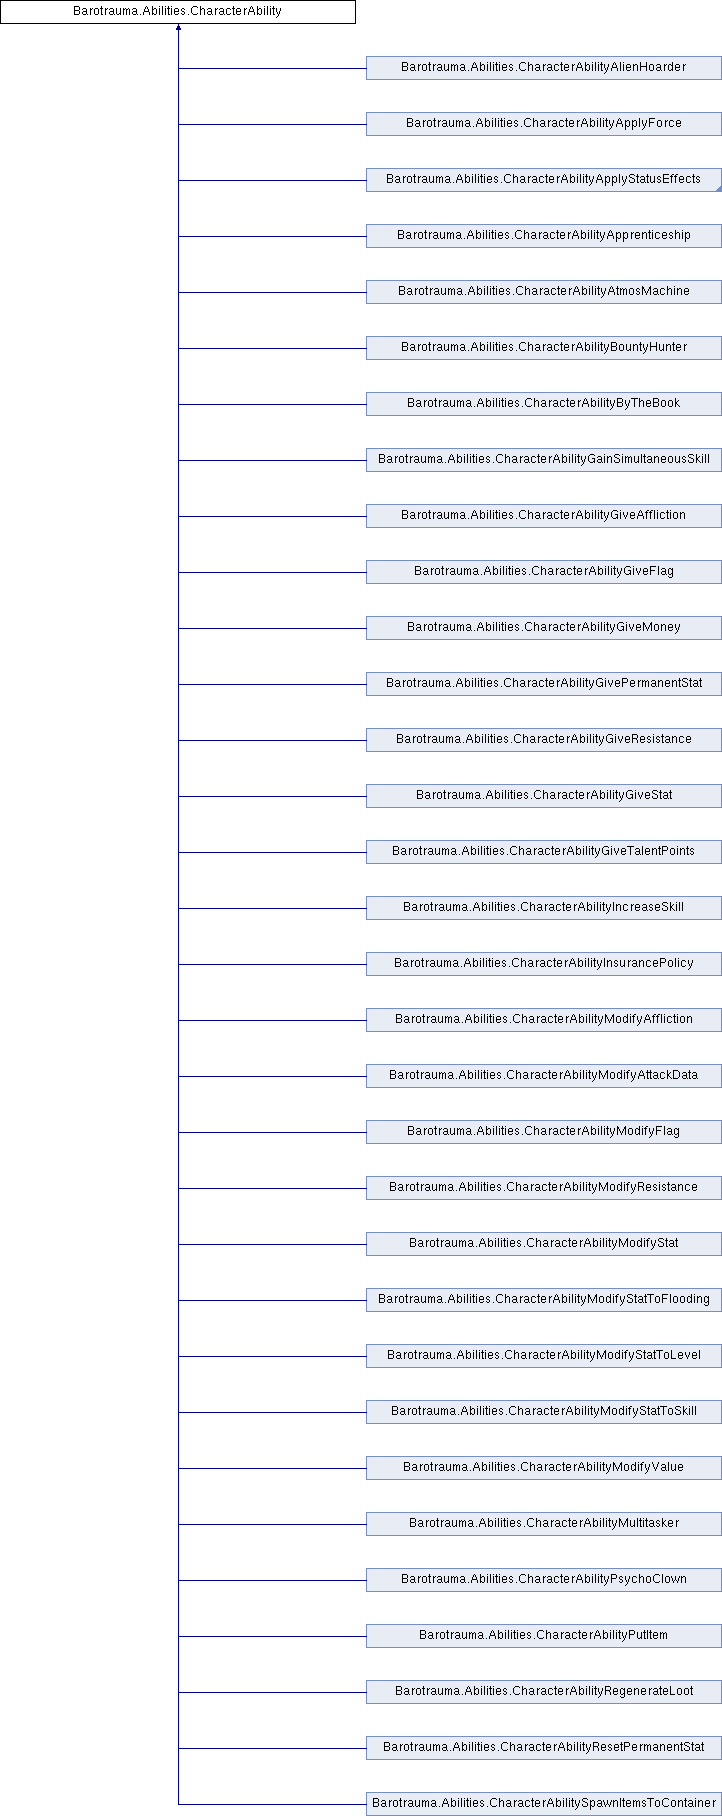 Barotrauma.Abilities.CharacterAbility
Barotrauma.Abilities.CharacterAbilityAlienHoarder
Barotrauma.Abilities.CharacterAbilityApplyForce
Barotrauma.Abilities.CharacterAbilityApplyStatusEffects
Barotrauma.Abilities.CharacterAbilityApprenticeship
Barotrauma.Abilities.CharacterAbilityAtmosMachine
Barotrauma.Abilities.CharacterAbilityBountyHunter
Barotrauma.Abilities.CharacterAbilityByTheBook
Barotrauma.Abilities.CharacterAbilityGainSimultaneousSkill
Barotrauma.Abilities.CharacterAbilityGiveAffliction
Barotrauma.Abilities.CharacterAbilityGiveFlag
Barotrauma.Abilities.CharacterAbilityGiveMoney
Barotrauma.Abilities.CharacterAbilityGivePermanentStat
Barotrauma.Abilities.CharacterAbilityGiveResistance
Barotrauma.Abilities.CharacterAbilityGiveStat
Barotrauma.Abilities.CharacterAbilityGiveTalentPoints
Barotrauma.Abilities.CharacterAbilityIncreaseSkill
Barotrauma.Abilities.CharacterAbilityInsurancePolicy
Barotrauma.Abilities.CharacterAbilityModifyAffliction
Barotrauma.Abilities.CharacterAbilityModifyAttackData
Barotrauma.Abilities.CharacterAbilityModifyFlag
Barotrauma.Abilities.CharacterAbilityModifyResistance
Barotrauma.Abilities.CharacterAbilityModifyStat
Barotrauma.Abilities.CharacterAbilityModifyStatToFlooding
Barotrauma.Abilities.CharacterAbilityModifyStatToLevel
Barotrauma.Abilities.CharacterAbilityModifyStatToSkill
Barotrauma.Abilities.CharacterAbilityModifyValue
Barotrauma.Abilities.CharacterAbilityMultitasker
Barotrauma.Abilities.CharacterAbilityPsychoClown
Barotrauma.Abilities.CharacterAbilityPutItem
Barotrauma.Abilities.CharacterAbilityRegenerateLoot
Barotrauma.Abilities.CharacterAbilityResetPermanentStat
Barotrauma.Abilities.CharacterAbilitySpawnItemsToContainer